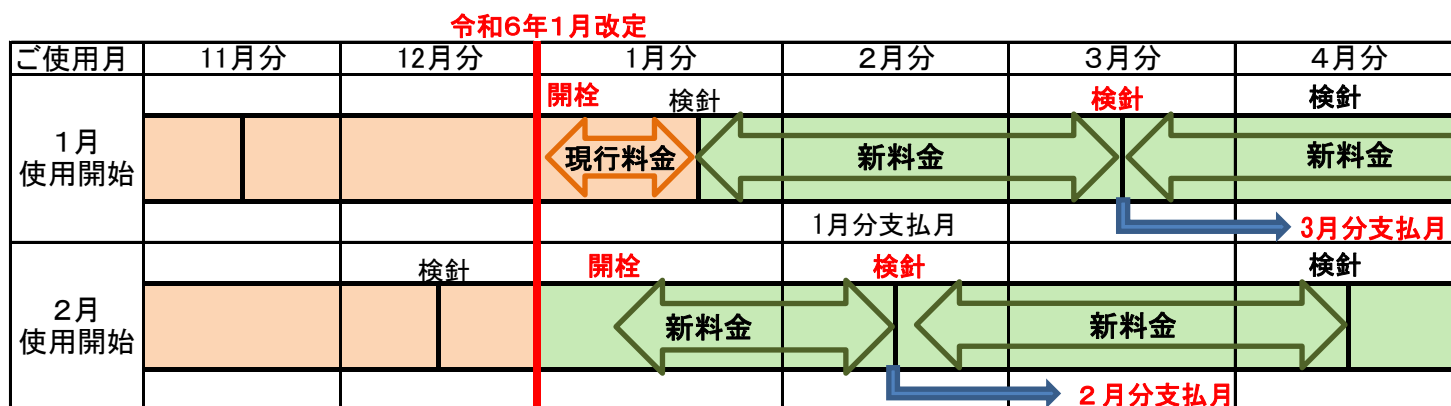 令和６年１月改定
ご使用月 11月分 12月分 １月分 ２月分 ３月分 ４月分
開栓 検針 検針 検針
１月
使用開始
現行料金 新料金 新料金
1月分支払月 3月分支払月
検針 開栓 検針 検針
２月
使用開始
新料金 新料金
２月分支払月